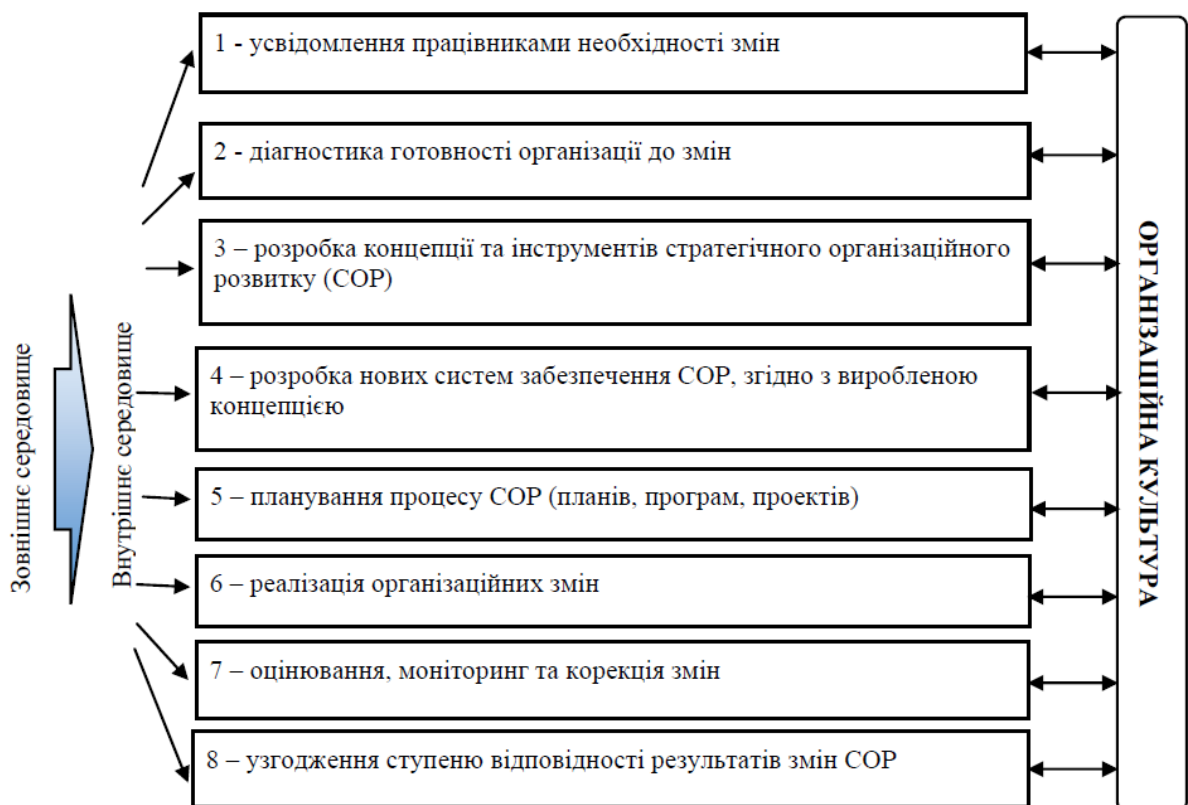 1 - усвідомлення працівниками необхідності змін
2 - діагностика готовності організації до змін
3 – розробка концепції та інструментів стратегічного організаційного
розвитку (СОР)
4 – розробка нових систем забезпечення СОР, згідно з виробленою
концепцією
5 – планування процесу СОР (планів, програм, проектів)
6 – реалізація організаційних змін
7 – оцінювання, моніторинг та корекція змін
8 – узгодження ступеню відповідності результатів змін СОР
Зовнішнє середовище
Внутрішнє середовище
ОРГАНІЗАЦІЙНА КУЛЬТУРА